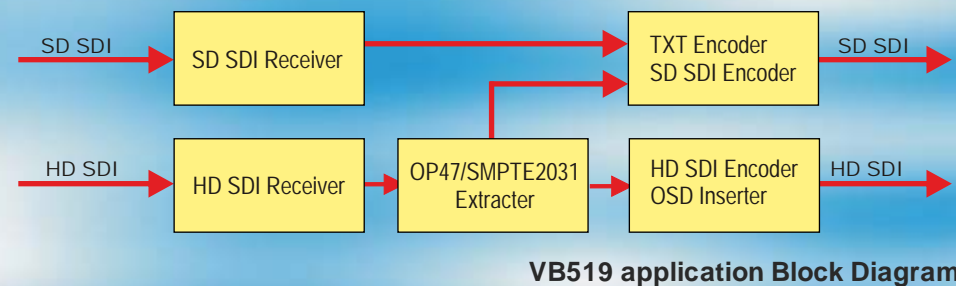 SD SDI
SD SDI Receiver
TXT Encoder
SD SDI Encoder
SD SDI
HD SDI
HD SDI Receiver
OP47/SMPTE2031
Extracter
HD SDI Encoder
OSD Inserter
HD SDI
VB519 application Block Diagram